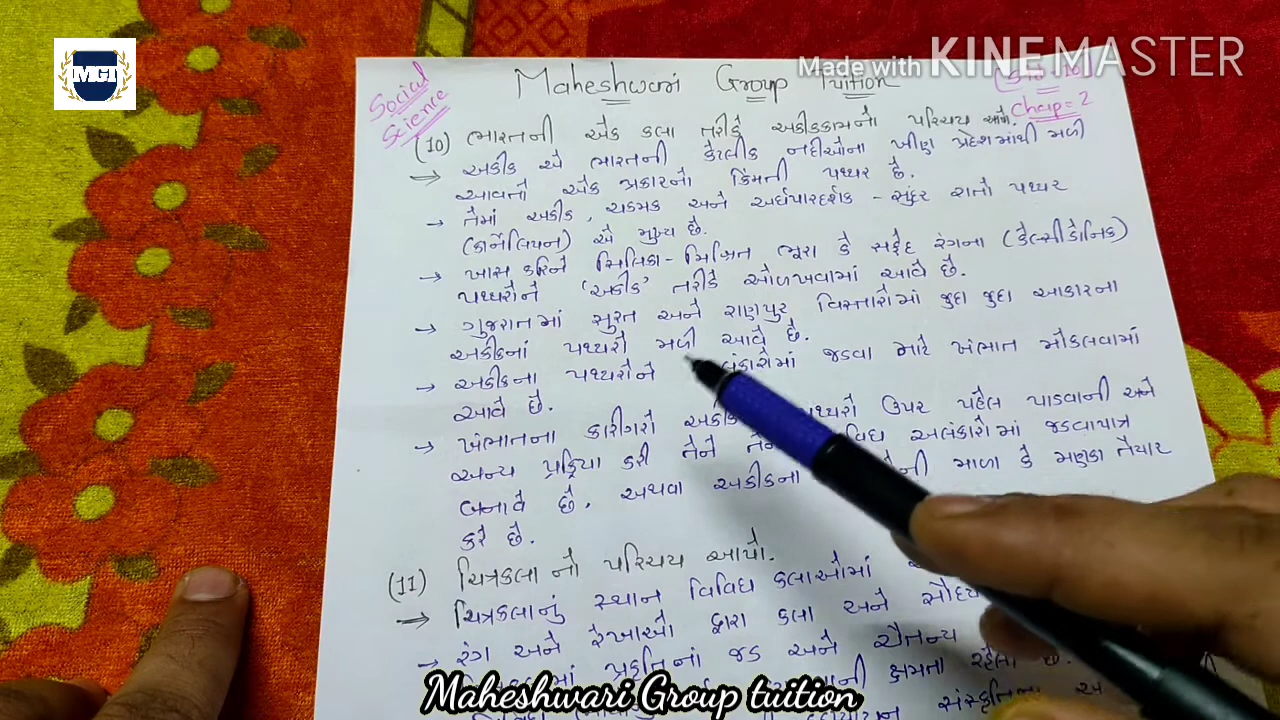 MGI
Made with KINEMASTER
Maheshwari Group Tuition
Social
Science
Std - 10
Chap = 2
(10) ભારતની એક કલા તરીકે અકીકકામનો પરિચય આપો.
→ અકીક એ ભારતની કેટલીક નદીઓના ખીણ પ્રદેશમાંથી મળી
આવતો એક પ્રકારનો કિંમતી પથ્થર છે.
→ તેમાં અકીક, ચકમક અને અર્ધપારદર્શક - સુંદર રાતો પથ્થર
(કાર્નેલિયન) એ મુખ્ય છે.
→ ખાસ કરીને સિલિકા - મિશ્રિત ભૂરા કે સફેદ રંગના (કેલ્સીડોનિક)
પથ્થરોને 'અકીક' તરીકે ઓળખવામાં આવે છે.
→ ગુજરાતમાં સુરત અને રાણપુર વિસ્તારોમાં જુદા જુદા આકારના
અકીકનાં પથ્થરો મળી આવે છે.
→ અકીકના પથ્થરોને લંકારોમાં જડવા માટે ખંભાત મોકલવામાં
આવે છે.
→ ખંભાતના કારીગરો અકીક પથ્થરો ઉપર પહેલ પાડવાની અને
અન્ય પ્રક્રિયા કરી તેને વિવિધ અલંકારોમાં જડવાપાત્ર
બનાવે છે. અથવા અકીકના ની માળા કે મણકા તૈયાર
કરે છે.
(11) ચિત્રકલા નો પરિચય આપો.
→ ચિત્રકલાનું સ્થાન વિવિધ કલાઓમાં
→ રંગ અને રેખાઓ દ્વારા કલા અને સૌંદર્ય
પ્રકૃતિનાં જડ અને ચૈતન્ય
ની ક્ષમતા રહેલી છે.
Maheshwari Group tuition